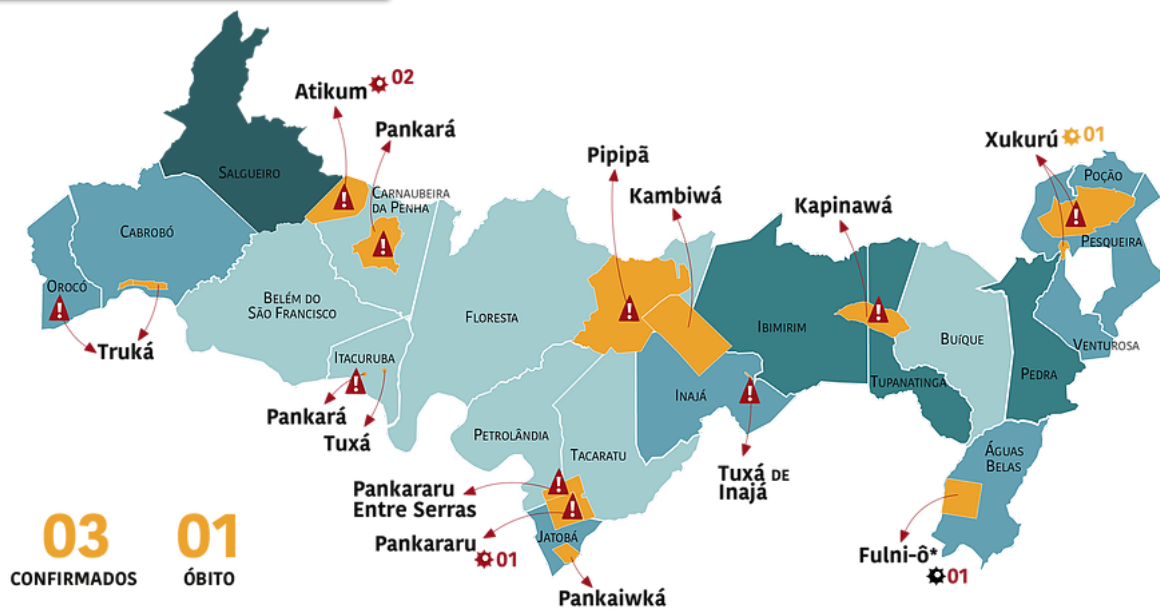 Atikum 02
Pankará
Pipipã
Kambiwá
Kapinawá
Xukurú 01
SALGUEIRO
CARNAUBEIRA
DA PENHA
POÇÃO
CABROBÓ
PESQUEIRA
OROCÓ
BELÉM DO
SÃO FRANCISCO
FLORESTA
IBIMIRIM
BUÍQUE
VENTUROSA
Truká
ITACURUBA
INAJÁ
TUPANATINGA
PEDRA
Pankará
Tuxá
PETROLÂNDIA
TACARATU
ÁGUAS
BELAS
Tuxá DE
Inajá
Pankararu
Entre Serras
Pankararu
01
JATOBÁ
Fulni-ô*
01
Pankaiwká
03
CONFIRMADOS
01
ÓBITO